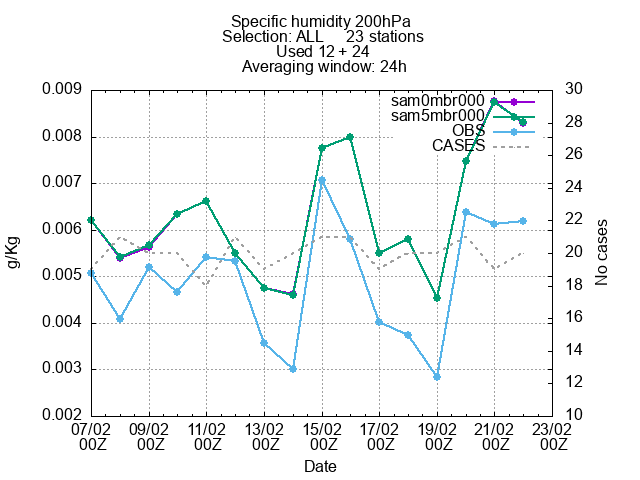 Specific humidity 200hPa
Selection: ALL 23 stations
Used 12 + 24
Averaging window: 24h
sam0mbr000
sam5mbr000
OBS
CASES
0.009
0.008
0.007
0.006
0.005
0.004
0.003
0.002
g/Kg
30
28
26
24
22
20
18
16
14
12
10
No cases
07/02 09/02 11/02 13/02 15/02 17/02 19/02 21/02 23/02
00Z 00Z 00Z 00Z 00Z 00Z 00Z 00Z 00Z
Date